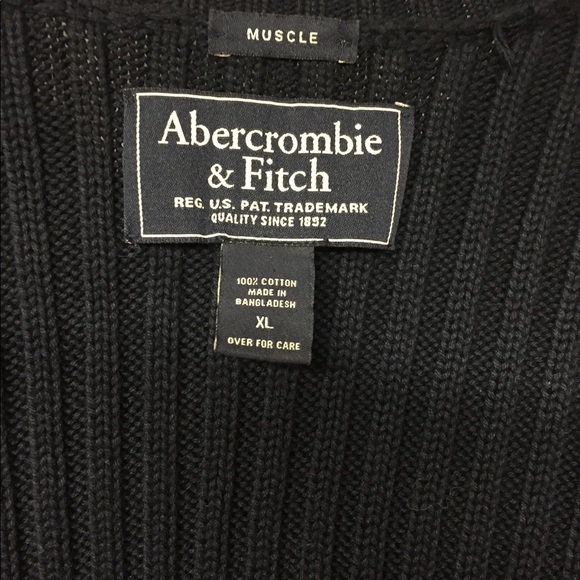 MUSCLE
Abercrombie
& Fitch
REG. U.S. PAT. TRADEMARK
QUALITY SINCE 1892
100% COTTON
MADE IN
BANGLADESH
XL
OVER FOR CARE